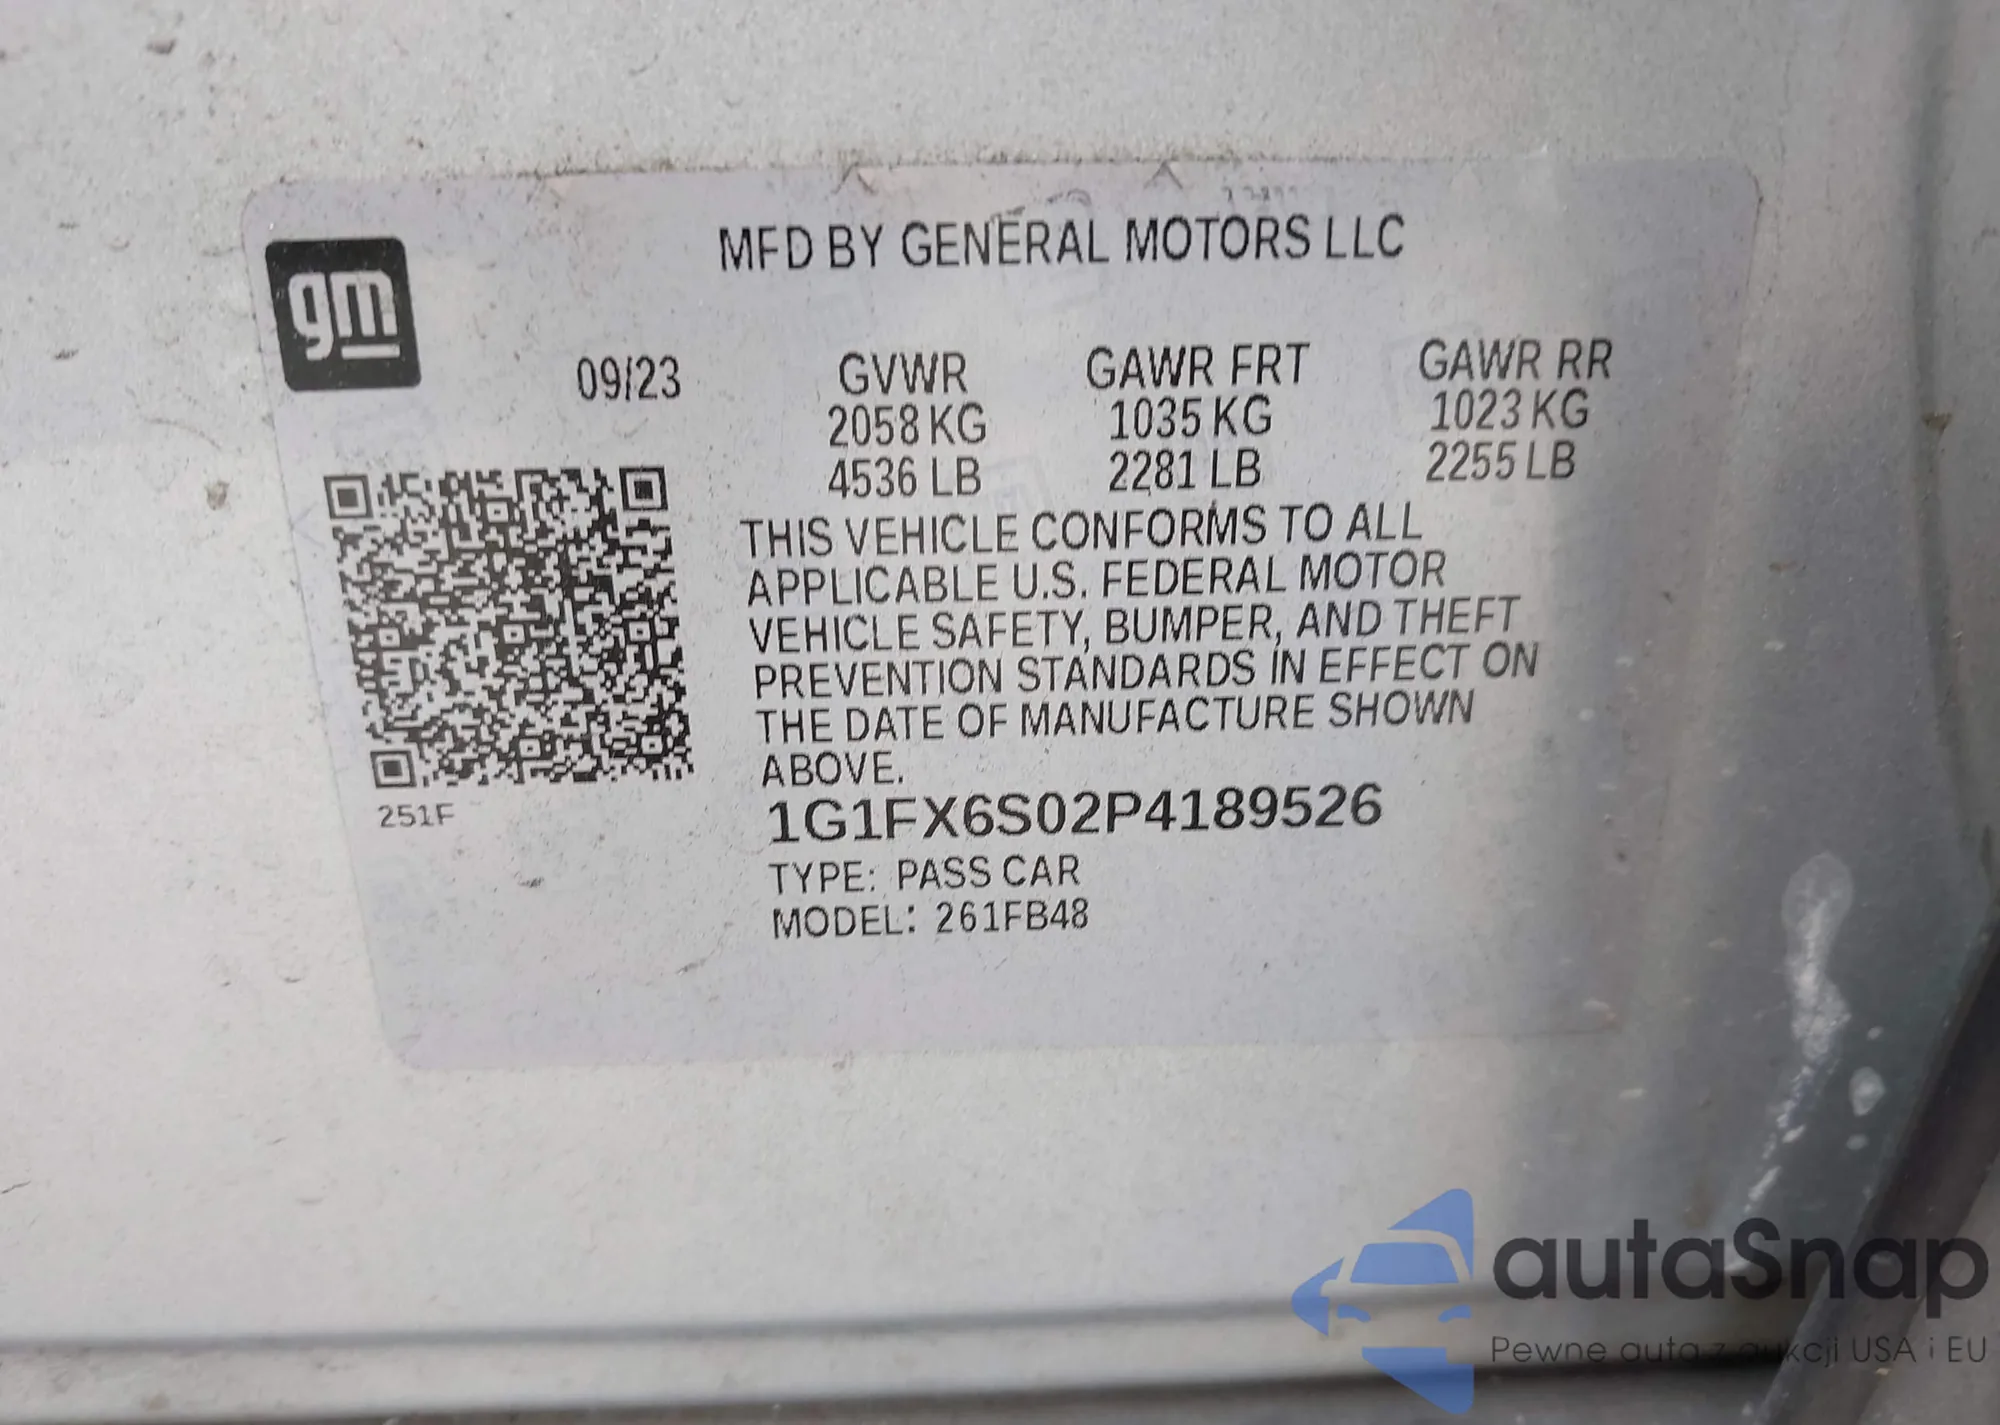 MFD BY GENERAL MOTORS LLC
gm
09/23
GVWR GAWR FRT GAWR RR
2058 KG 1035 KG 1023 KG
4536 LB 2281 LB 2255 LB
THIS VEHICLE CONFORMS TO ALL
APPLICABLE U.S. FEDERAL MOTOR
VEHICLE SAFETY, BUMPER, AND THEFT
PREVENTION STANDARDS IN EFFECT ON
THE DATE OF MANUFACTURE SHOWN
ABOVE.
251F
1G1FX6S02P4189526
TYPE: PASS CAR
MODEL: 261FB48
autaSnap
Pewne auta z aukcji USA i EU